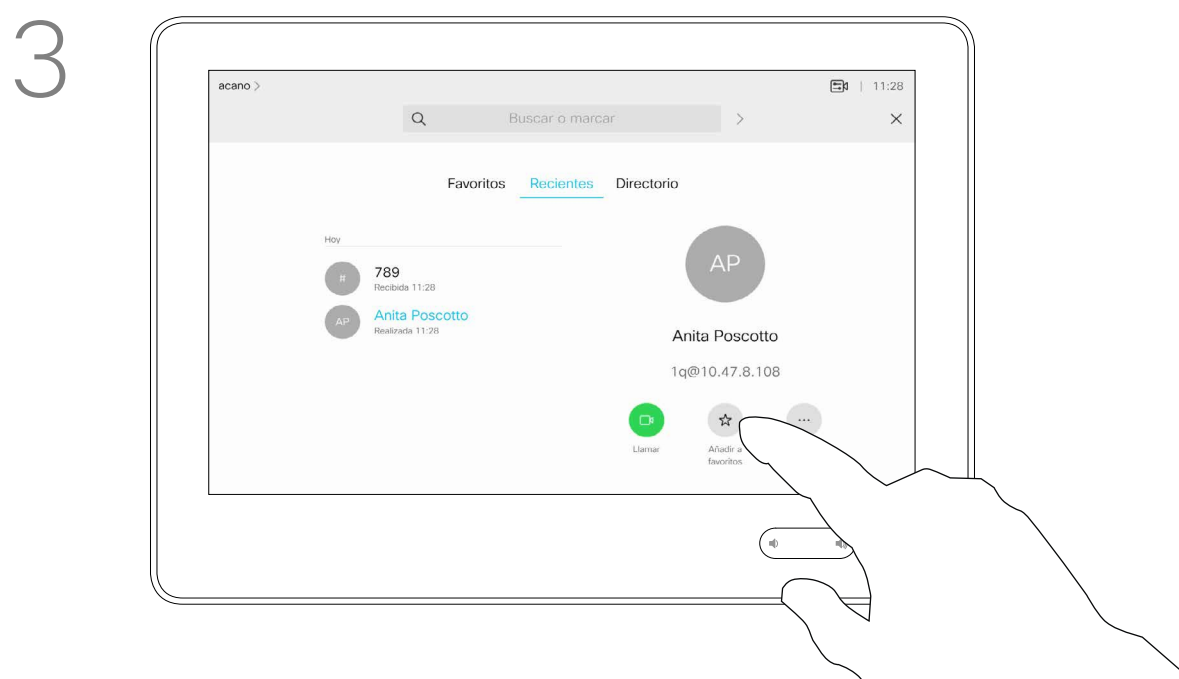 3
acano >
| 11:28
Buscar o marcar >
Favoritos Recientes Directorio
Hoy
# 789
Recibida 11:28
AP Anita Poscotto
Realizada 11:28
AP
Anita Poscotto
1q@10.47.8.108
Llamar
Añadir a
favoritos